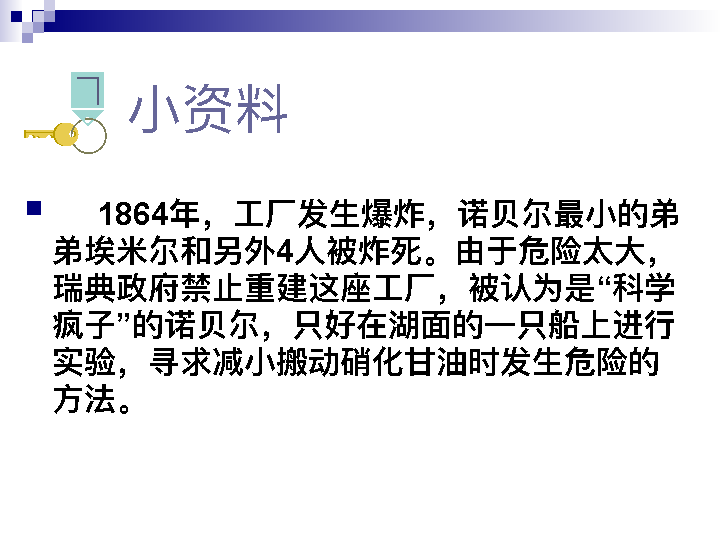 小资料
1864年，工厂发生爆炸，诺贝尔最小的弟
弟埃米尔和另外4人被炸死。由于危险太大，
瑞典政府禁止重建这座工厂，被认为是“科学
疯子”的诺贝尔，只好在湖面的一只船上进行
实验，寻求减小搬动硝化甘油时发生危险的
方法。